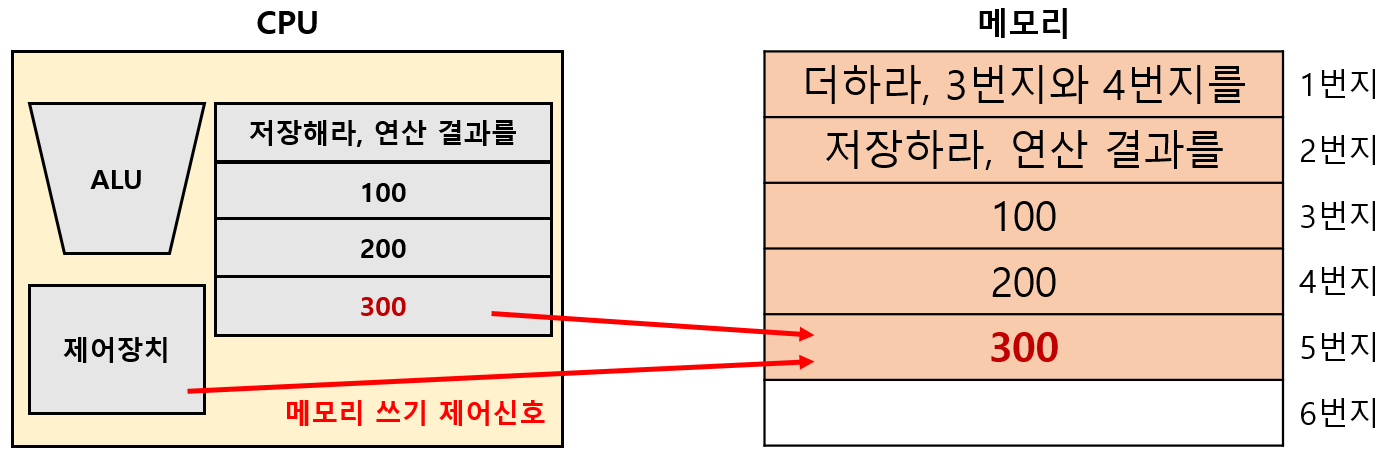 CPU
ALU
제어장치
저장해라, 연산 결과를
100
200
300
메모리 쓰기 제어신호
메모리
더하라, 3번지와 4번지를 1번지
저장하라, 연산 결과를 2번지
100 3번지
200 4번지
300 5번지
6번지